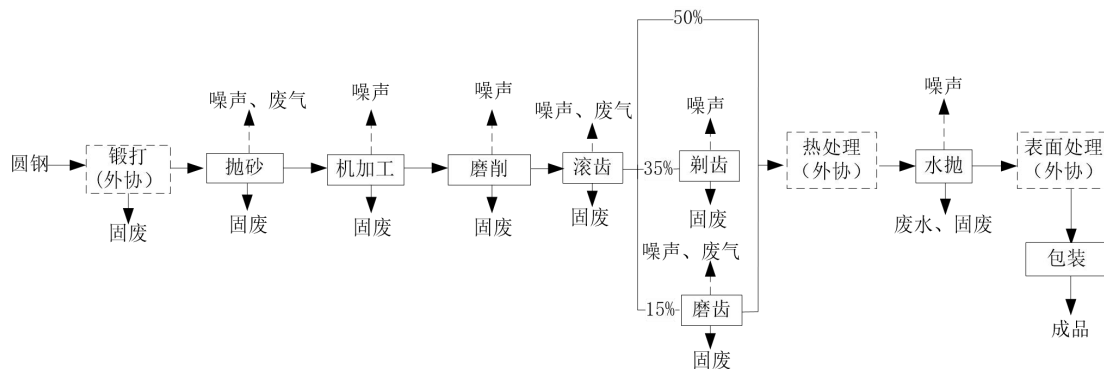 50%
噪声
噪声、废气
噪声
噪声
噪声、废气
噪声
圆钢
锻打
(外协)
抛砂
机加工
磨削
滚齿
35%
剃齿
热处理
(外协)
水抛
表面处理
(外协)
固废
固废
固废
固废
固废
固废
废水、固废
噪声、废气
包装
15%
磨齿
成品
固废